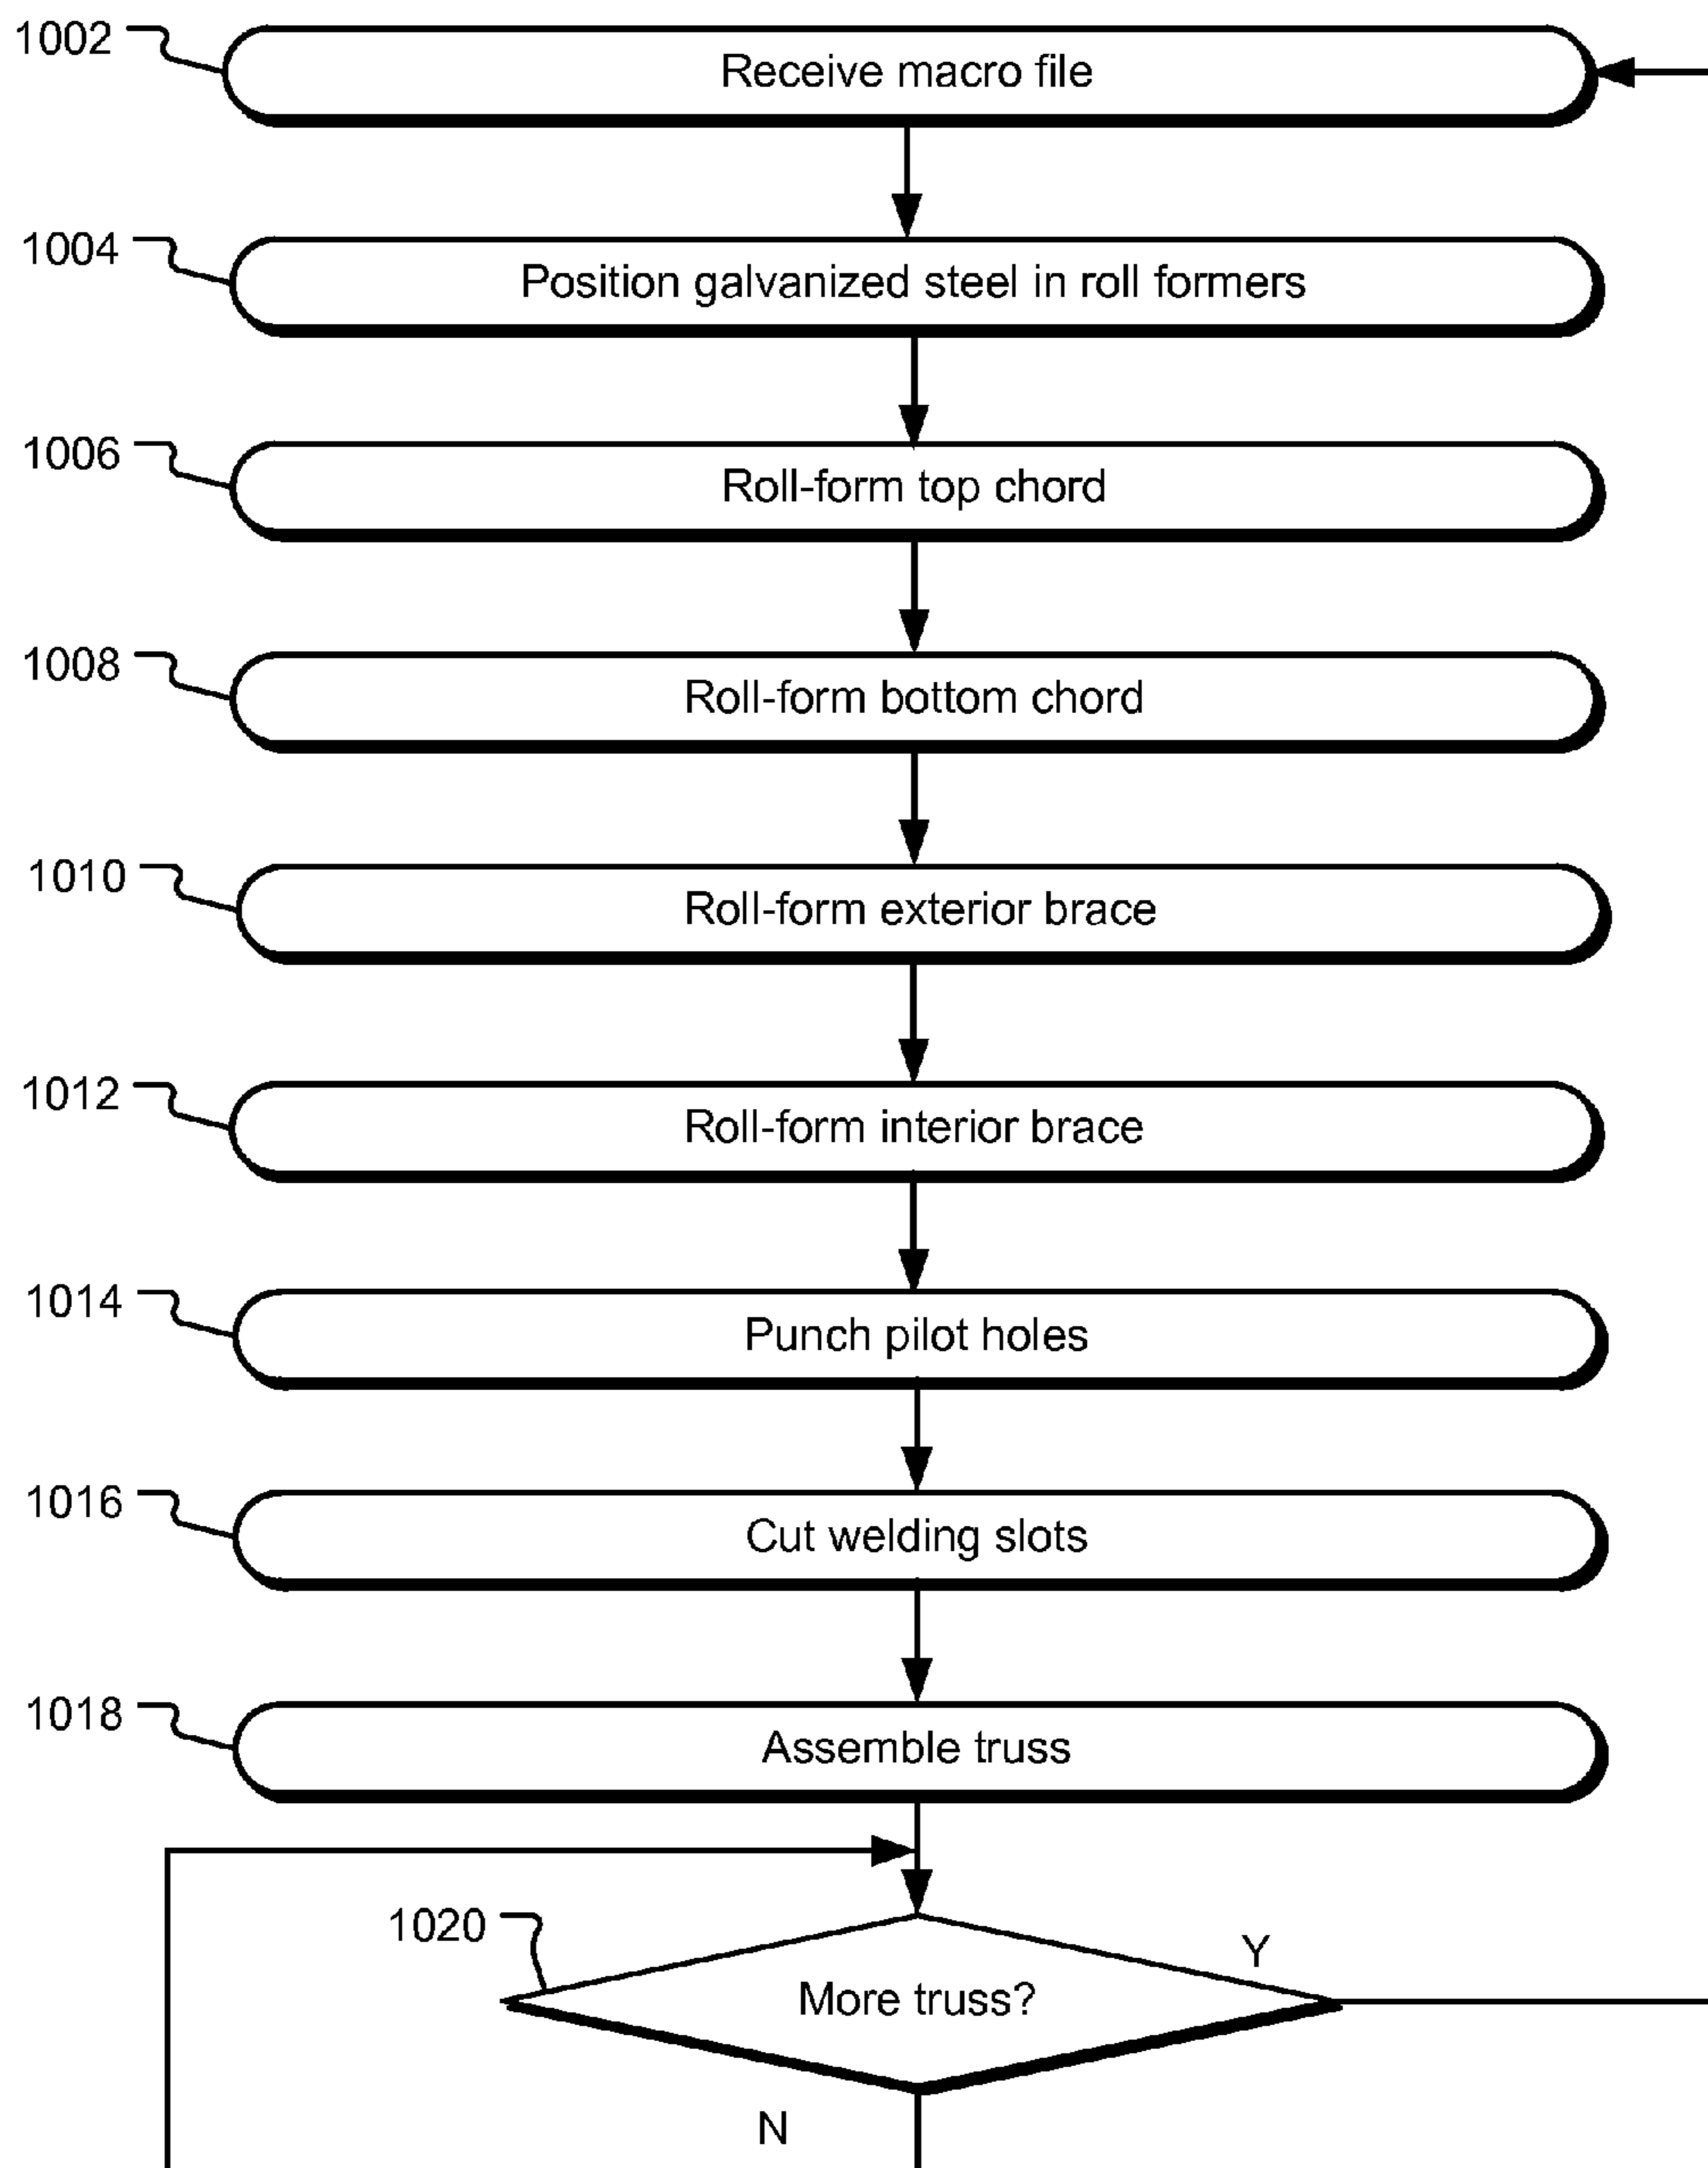 1002
Receive macro file
1004
Position galvanized steel in roll formers
1006
Roll-form top chord
1008
Roll-form bottom chord
1010
Roll-form exterior brace
1012
Roll-form interior brace
1014
Punch pilot holes
1016
Cut welding slots
1018
Assemble truss
1020
Y
More truss?
N